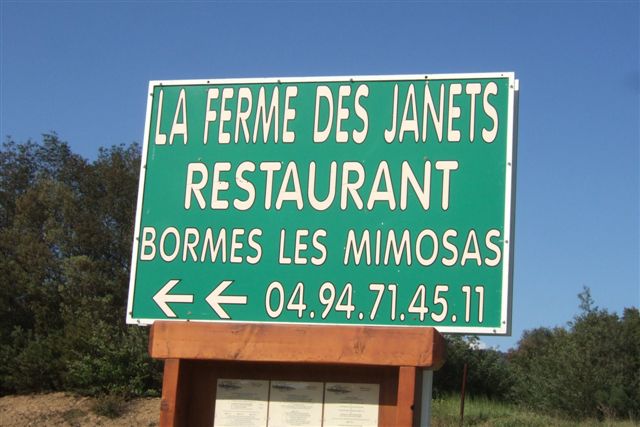 LA FERME DES JANETS
RESTAURANT
BORMES LES MIMOSAS
←← 04.94.71.45.11